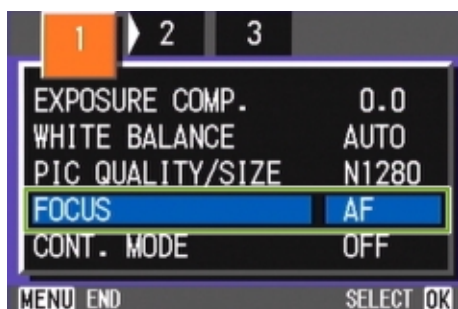 1 2 3
EXPOSURE COMP. 0.0
WHITE BALANCE AUTO
PIC QUALITY/SIZE N1280
FOCUS AF
CONT. MODE OFF
MENU END SELECT OK